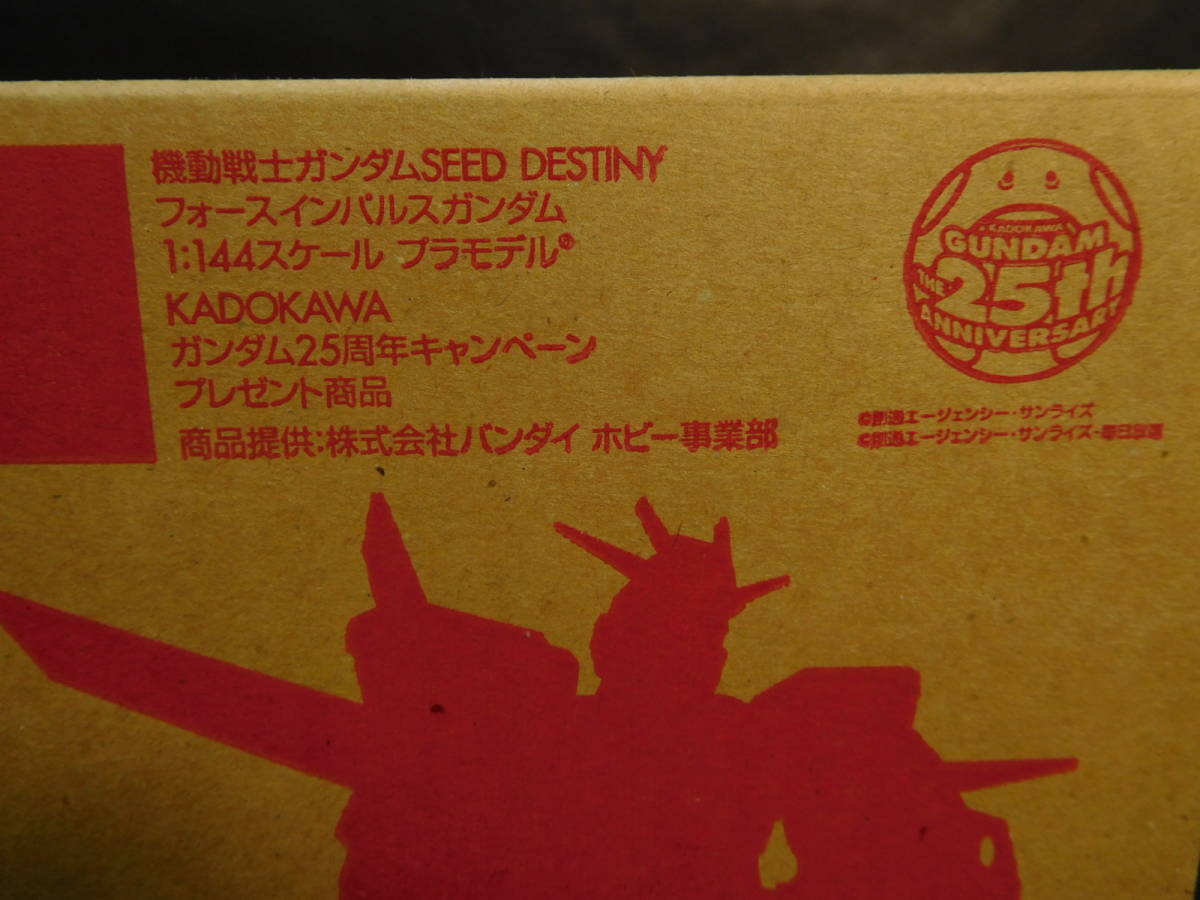 機動戦士ガンダムSEED DESTINY
フォースインパルスガンダム
1:144スケール プラモデル®
KADOKAWA
ガンダム25周年キャンペーン
プレゼント商品
商品提供:株式会社バンダイ ホビー事業部
KADOKAWA
GUNDAM
THE 25th
ANNIVERSARY
©創通エージェンシー・サンライズ
©創通エージェンシー・サンライズ・毎日放送